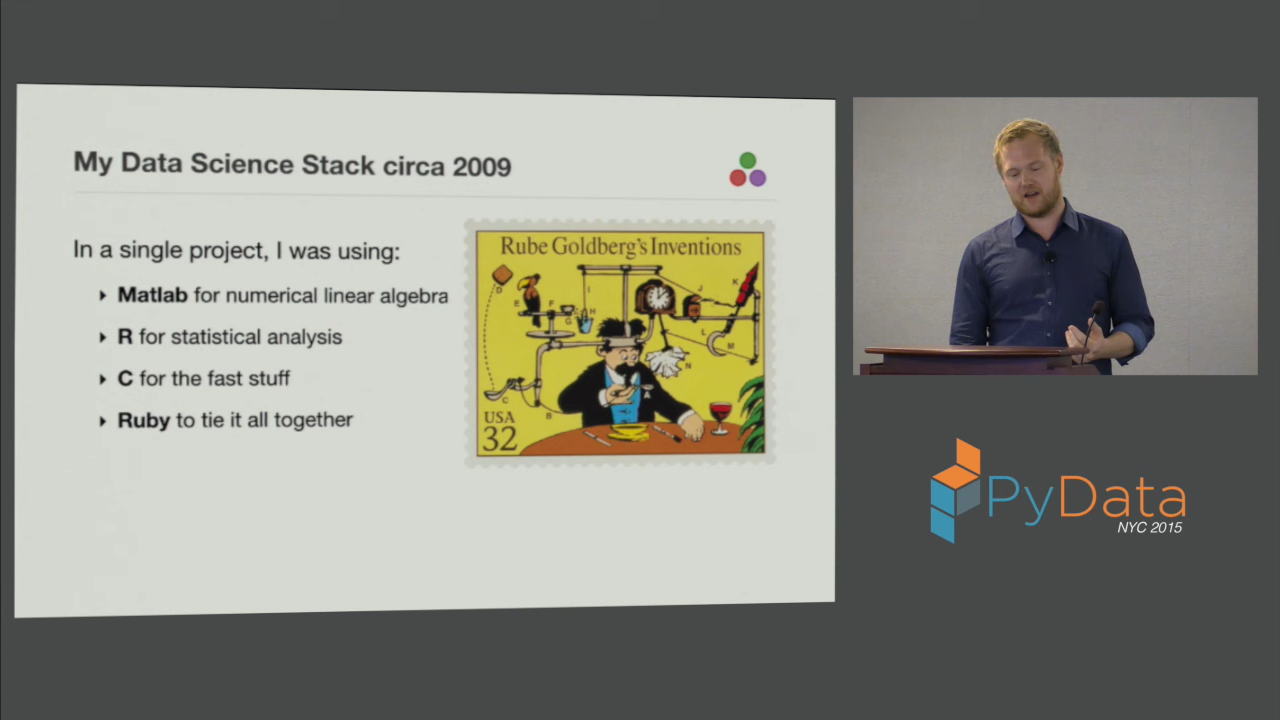 My Data Science Stack circa 2009
In a single project, I was using:
Matlab for numerical linear algebra
R for statistical analysis
C for the fast stuff
Ruby to tie it all together
Rube Goldberg's Inventions
D
E
F
G
H
I
J
K
L
M
N
A
B
C
USA
32
PyData
NYC 2015